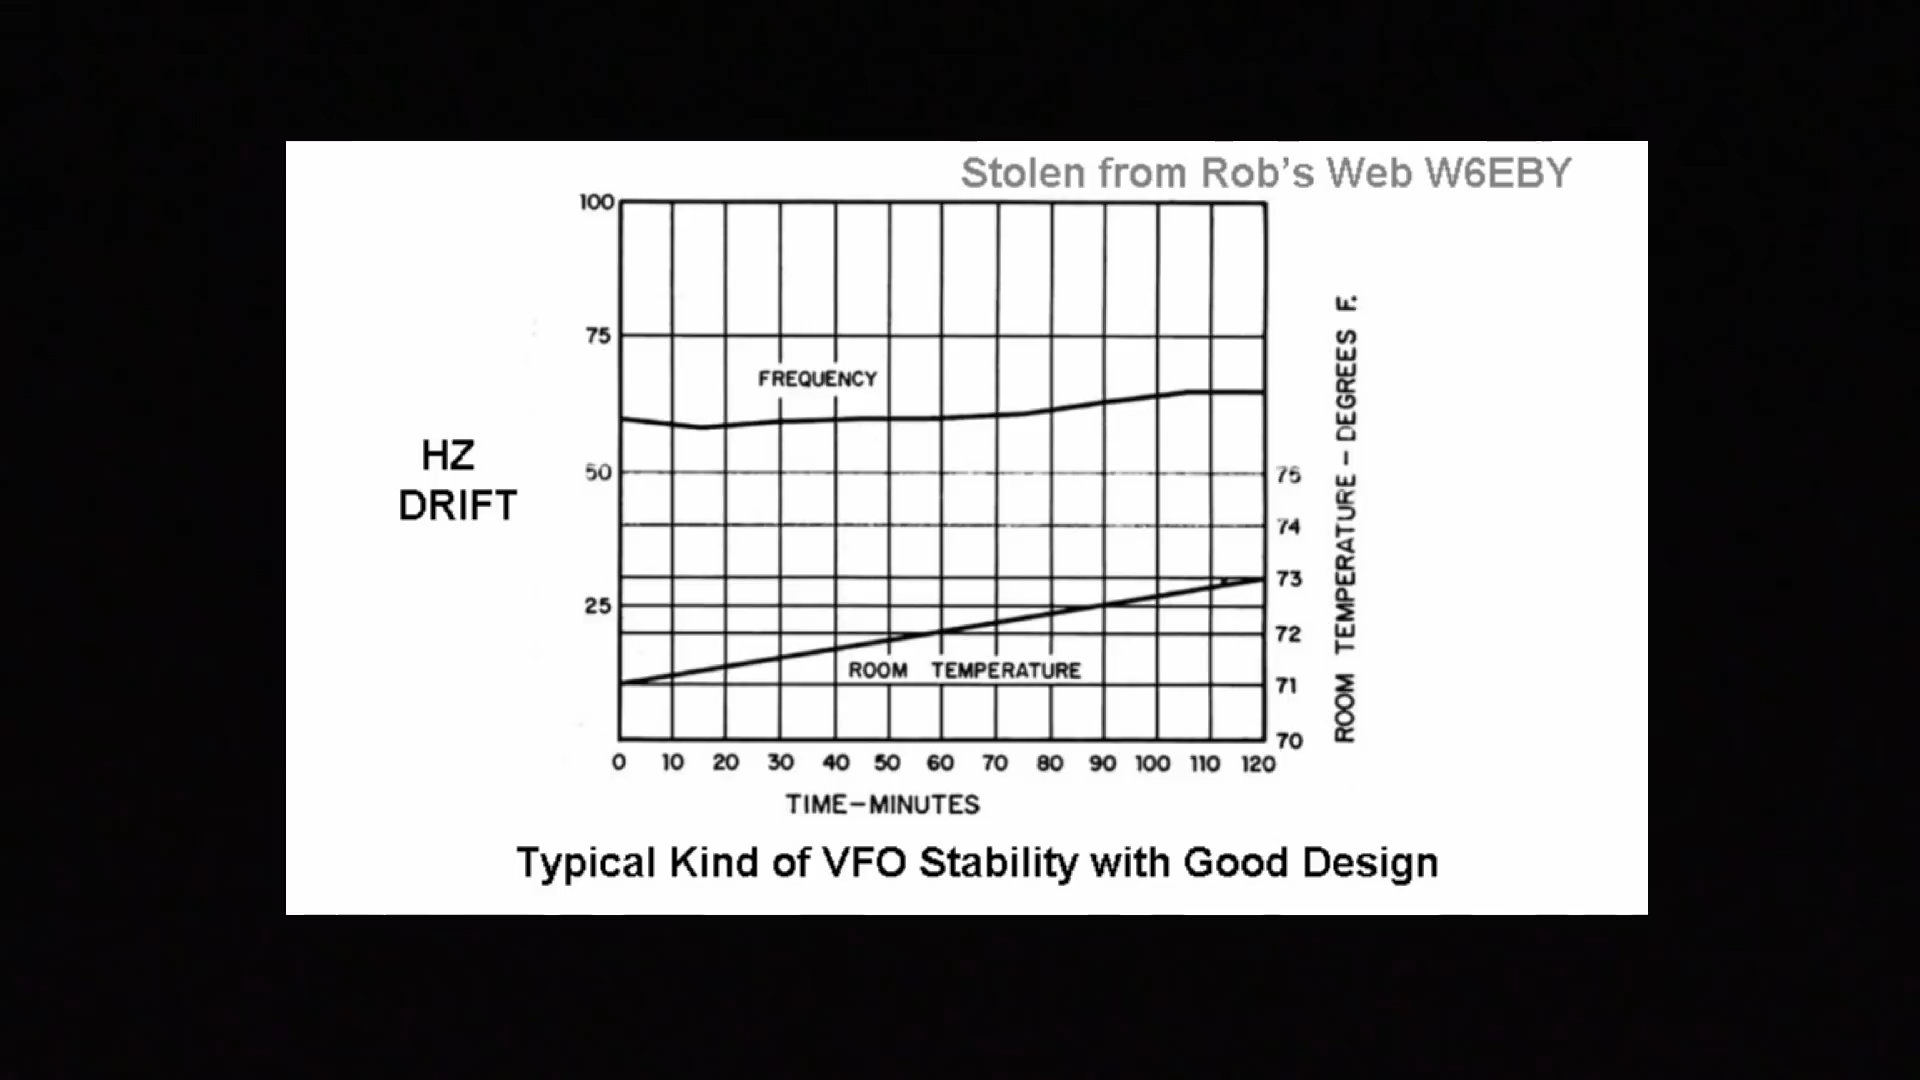 Stolen from Rob's Web W6EBY
100
75
FREQUENCY
HZ
DRIFT
50
25
75
74
73
72
71
70
ROOM TEMPERATURE – DEGREES F.
ROOM TEMPERATURE
0 10 20 30 40 50 60 70 80 90 100 110 120
TIME–MINUTES
Typical Kind of VFO Stability with Good Design